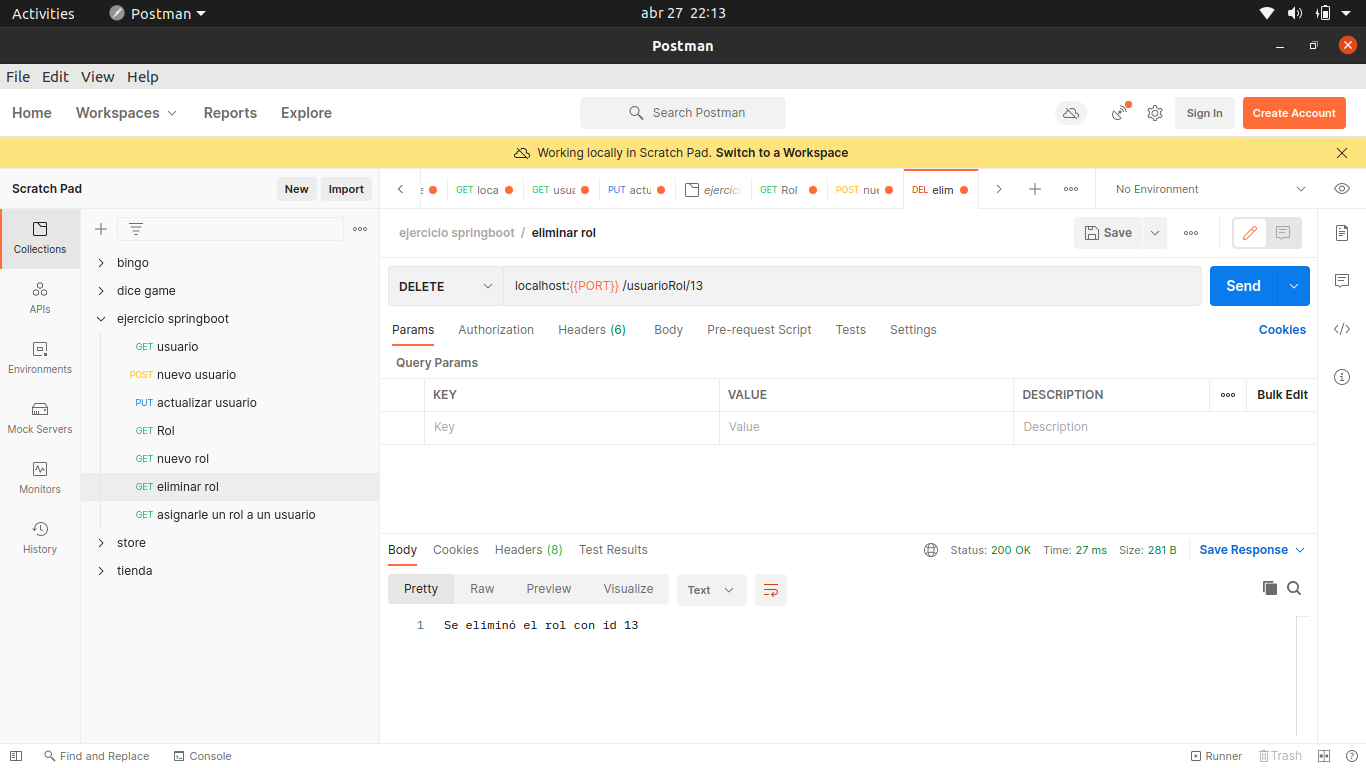 Activities Postman abr 27 22:13
Postman
File Edit View Help
Home Workspaces Reports Explore Search Postman Sign In Create Account
Working locally in Scratch Pad. Switch to a Workspace
Scratch Pad New Import
GET loca GET usua PUT actu ejercic GET Rol POST nue DEL elim No Environment
Collections
APIs
Environments
Mock Servers
Monitors
History
bingo
dice game
ejercicio springboot
GET usuario
POST nuevo usuario
PUT actualizar usuario
GET Rol
GET nuevo rol
GET eliminar rol
GET asignarle un rol a un usuario
store
tienda
ejercicio springboot / eliminar rol Save
DELETE localhost:{{PORT}} /usuarioRol/13 Send
Params Authorization Headers (6) Body Pre-request Script Tests Settings Cookies
Query Params
KEY VALUE DESCRIPTION Bulk Edit
Key Value Description
Body Cookies Headers (8) Test Results Status: 200 OK Time: 27 ms Size: 281 B Save Response
Pretty Raw Preview Visualize Text
1 Se eliminó el rol con id 13
Find and Replace Console Runner Trash